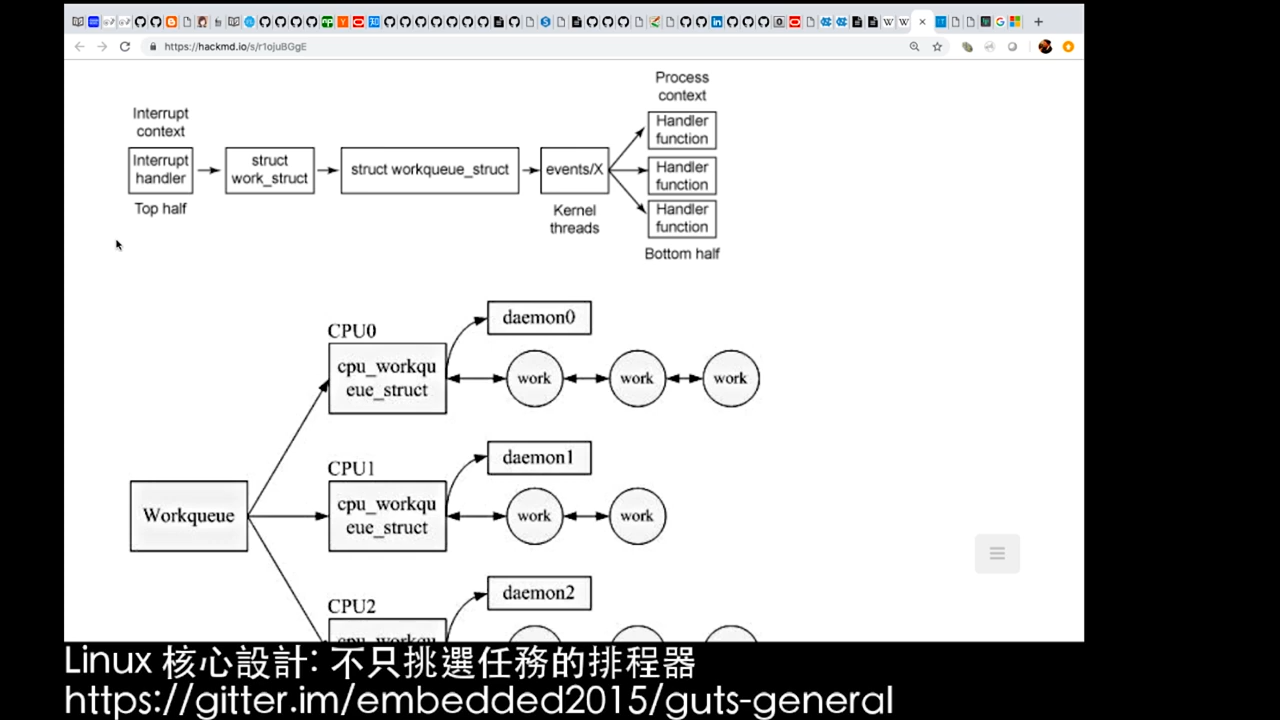 https://hackmd.io/s/r1ojuBGgE
Process
context
Interrupt
context
Handler
function
Interrupt
handler
struct
work_struct
struct workqueue_struct
events/X
Handler
function
Top half
Kernel
threads
Handler
function
Bottom half
CPU0
daemon0
cpu_workqu
eue_struct
work
work
work
CPU1
daemon1
Workqueue
cpu_workqu
eue_struct
work
work
CPU2
daemon2
cpu_workqu
Linux 核心設計: 不只挑選任務的排程器
https://gitter.im/embedded2015/guts-general